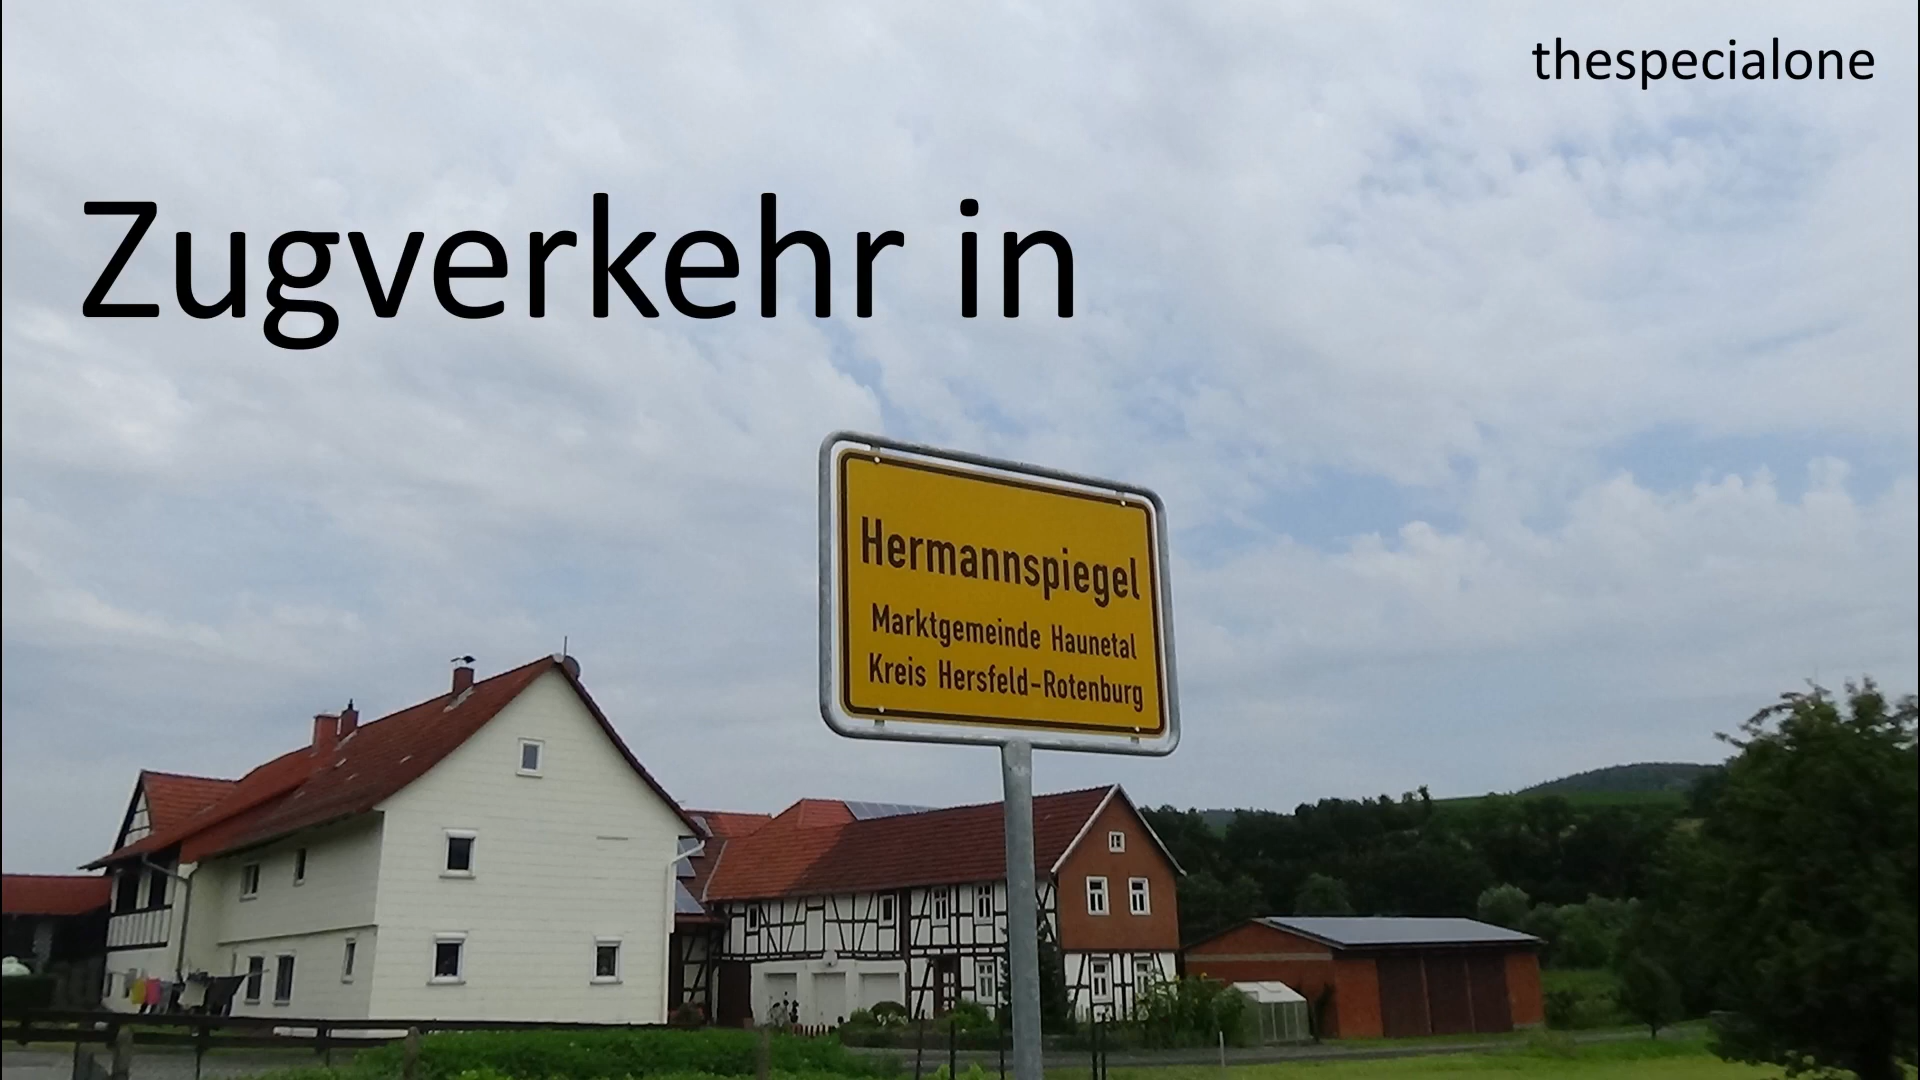 thespecialone
Zugverkehr in
Hermannspiegel
Marktgemeinde Haunetal
Kreis Hersfeld-Rotenburg